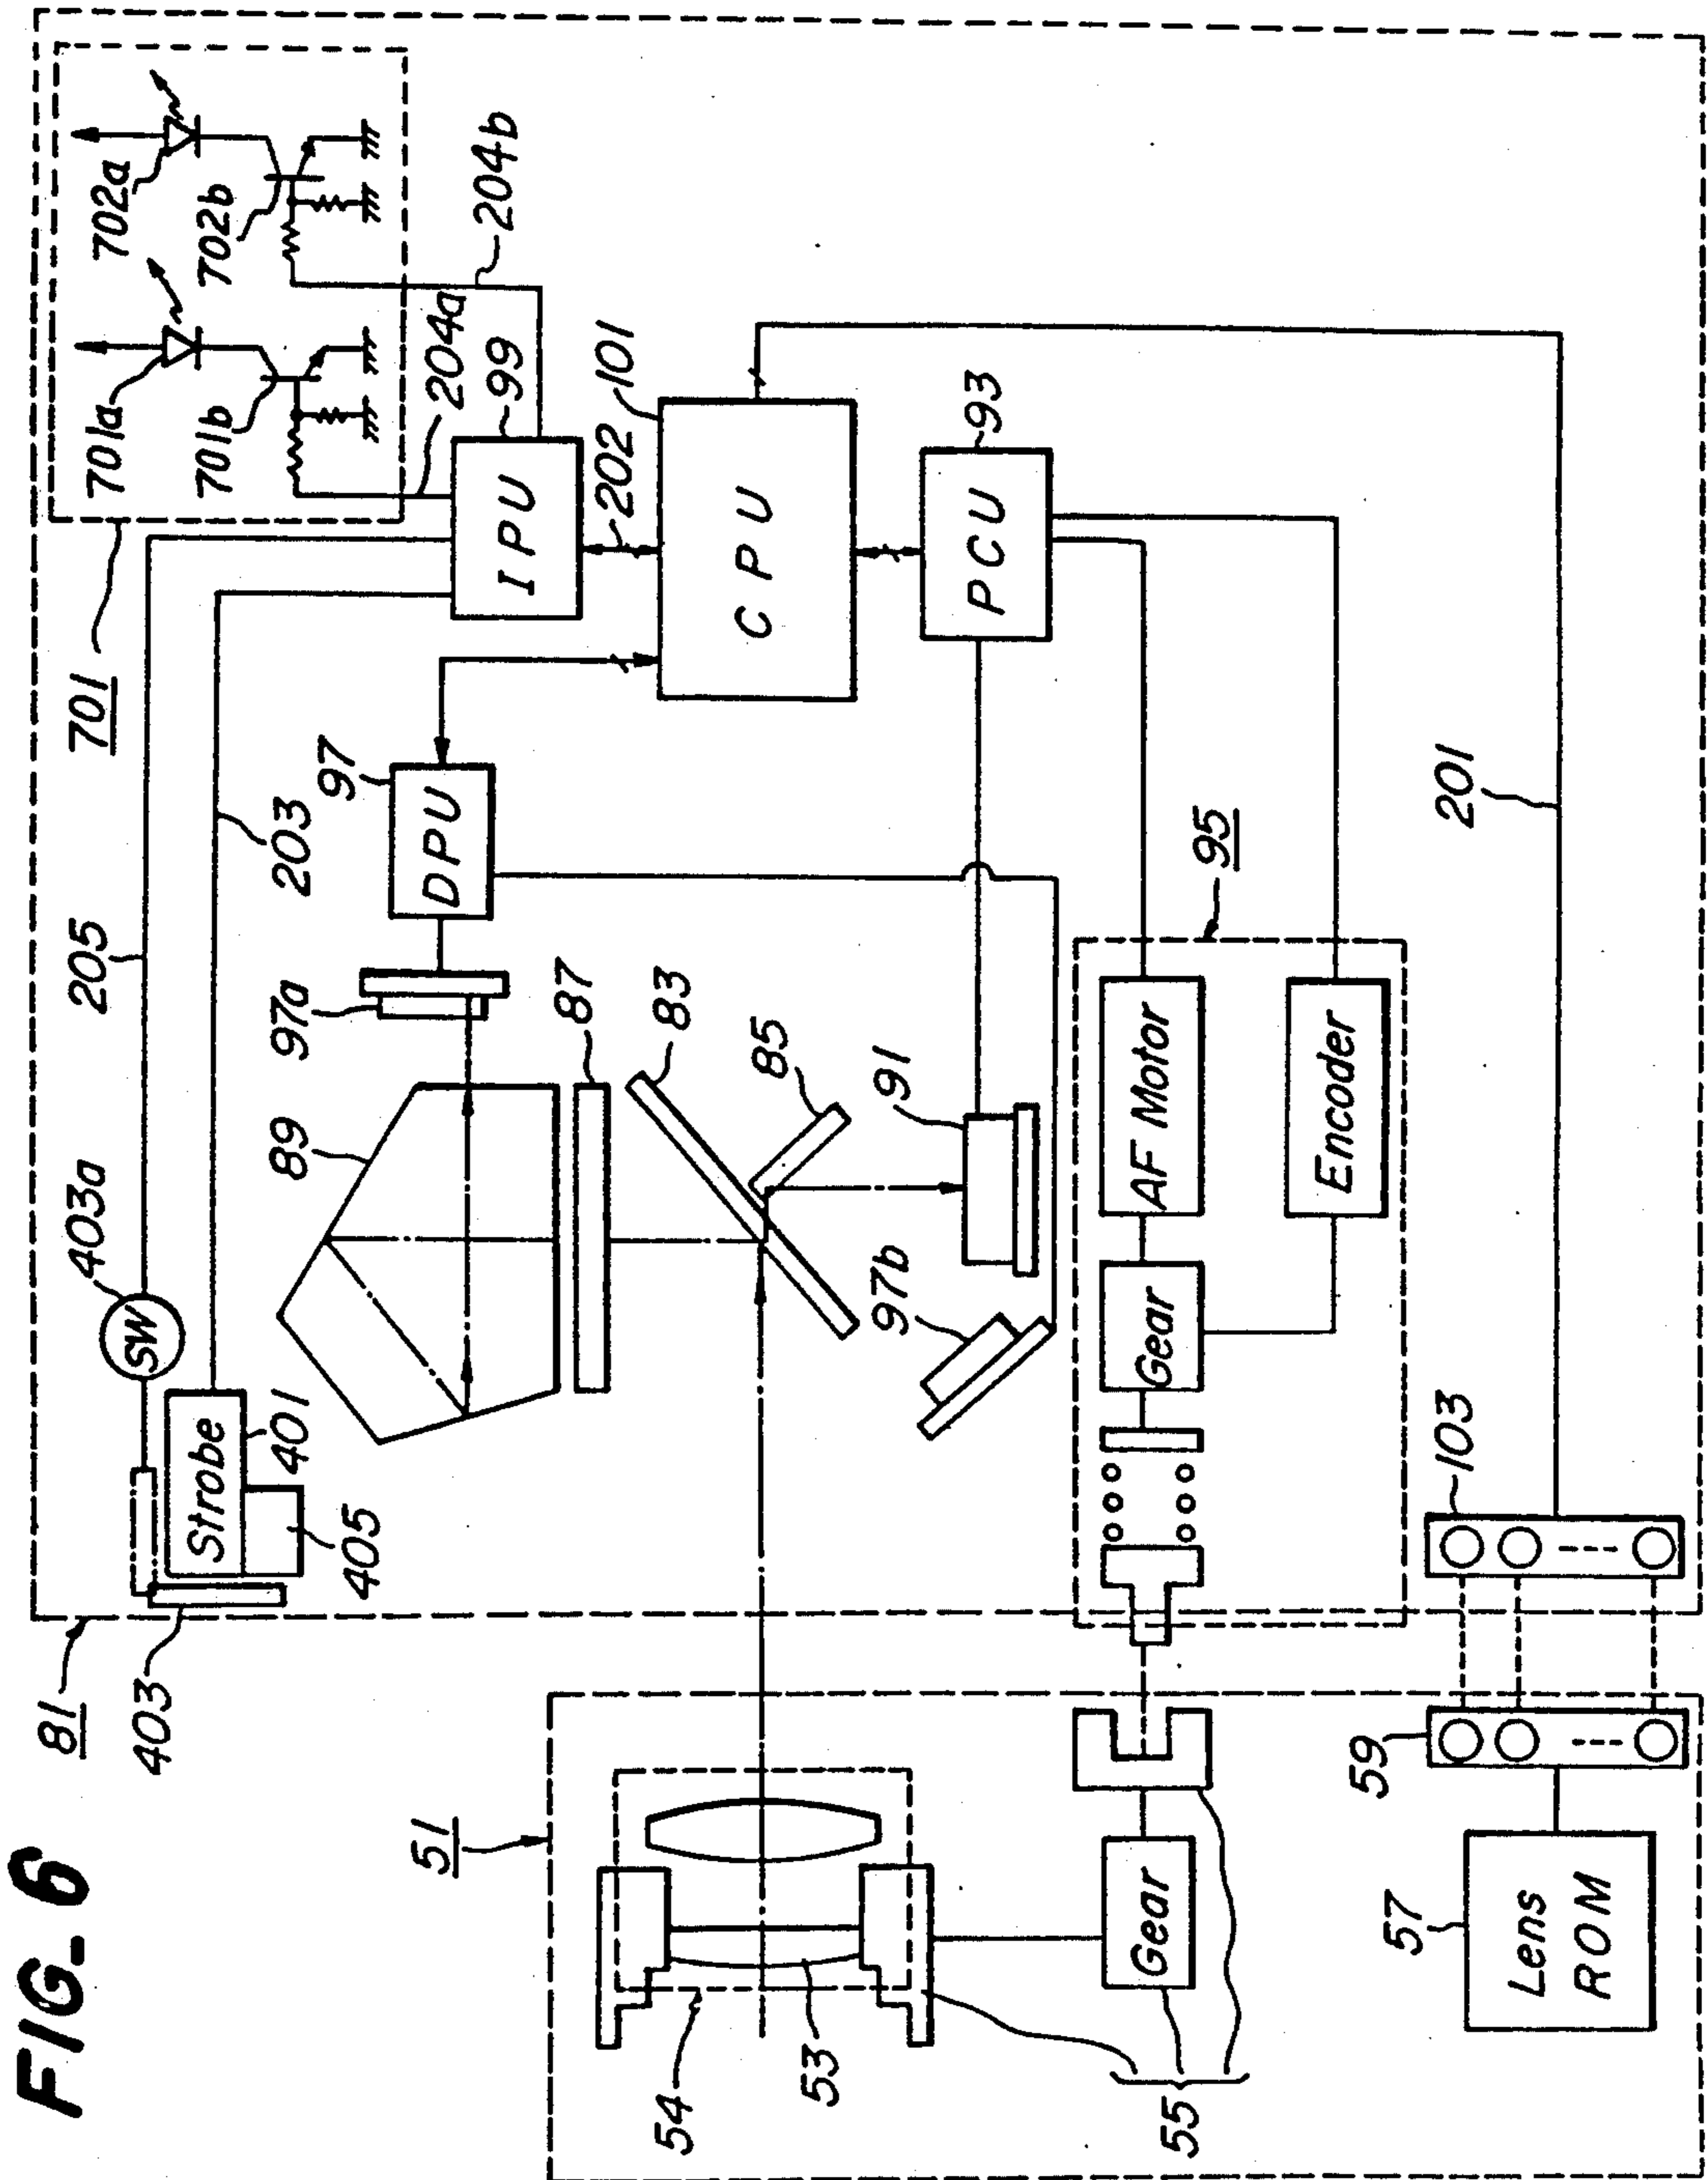 FIG_6
81
403
Strobe
401
405
SW
403a
205
203
701
701a
701b
702a
702b
204a
204b
IPU
99
202
CPU
101
PCU
93
DPU
97
97a
89
87
83
85
91
97b
95
AF Motor
Gear
Encoder
201
103
51
54
53
55
Gear
59
57
Lens
ROM